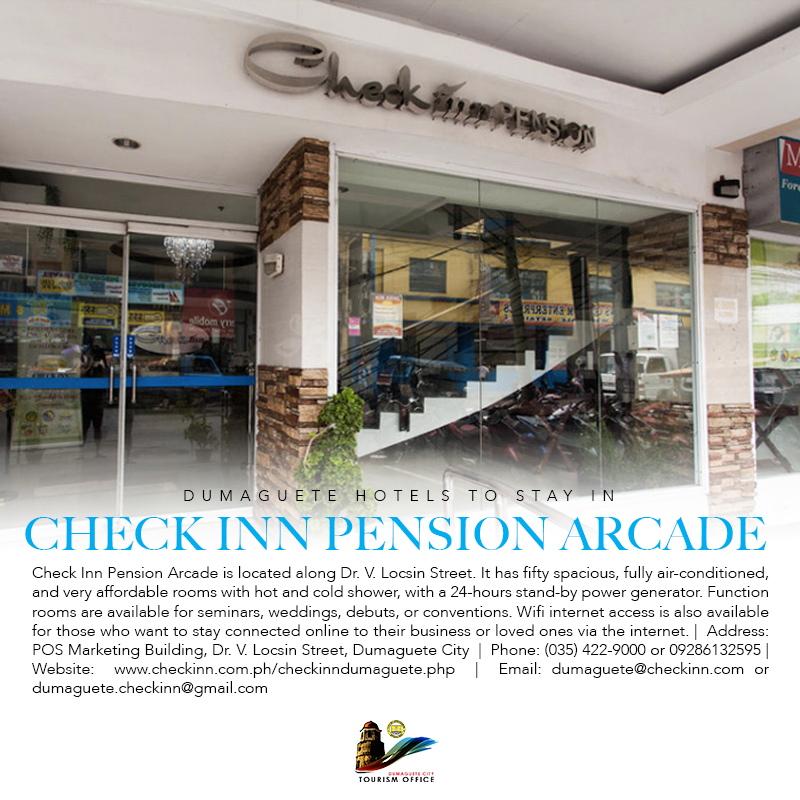 Check inn PENSION
M
Fore
rry mobile
DUMAGUETE HOTELS TO STAY IN
CHECK INN PENSION ARCADE
Check Inn Pension Arcade is located along Dr. V. Locsin Street. It has fifty spacious, fully air-conditioned,
and very affordable rooms with hot and cold shower, with a 24-hours stand-by power generator. Function
rooms are available for seminars, weddings, debuts, or conventions. Wifi internet access is also available
for those who want to stay connected online to their business or loved ones via the internet. | Address:
POS Marketing Building, Dr. V. Locsin Street, Dumaguete City | Phone: (035) 422-9000 or 09286132595 |
Website: www.checkinn.com.ph/checkinndumaguete.php | Email: dumaguete@checkinn.com or
dumaguete.checkinn@gmail.com
DUMAGUETE CITY
TOURISM OFFICE